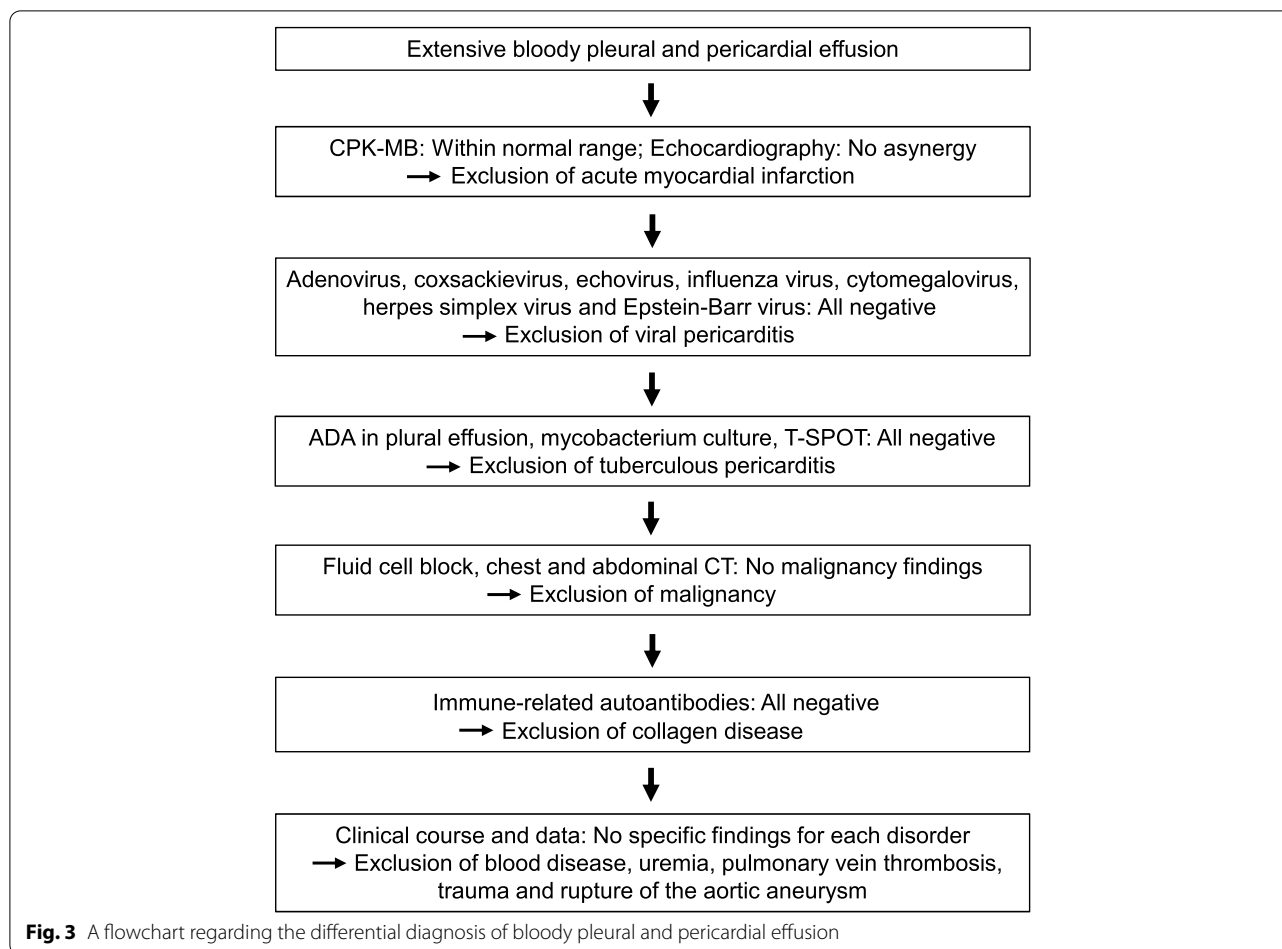 Extensive bloody pleural and pericardial effusion
CPK-MB: Within normal range; Echocardiography: No asynergy
→ Exclusion of acute myocardial infarction
Adenovirus, coxsackievirus, echovirus, influenza virus, cytomegalovirus,
herpes simplex virus and Epstein-Barr virus: All negative
→ Exclusion of viral pericarditis
ADA in plural effusion, mycobacterium culture, T-SPOT: All negative
→ Exclusion of tuberculous pericarditis
Fluid cell block, chest and abdominal CT: No malignancy findings
→ Exclusion of malignancy
Immune-related autoantibodies: All negative
→ Exclusion of collagen disease
Clinical course and data: No specific findings for each disorder
→ Exclusion of blood disease, uremia, pulmonary vein thrombosis,
trauma and rupture of the aortic aneurysm
Fig. 3 A flowchart regarding the differential diagnosis of bloody pleural and pericardial effusion